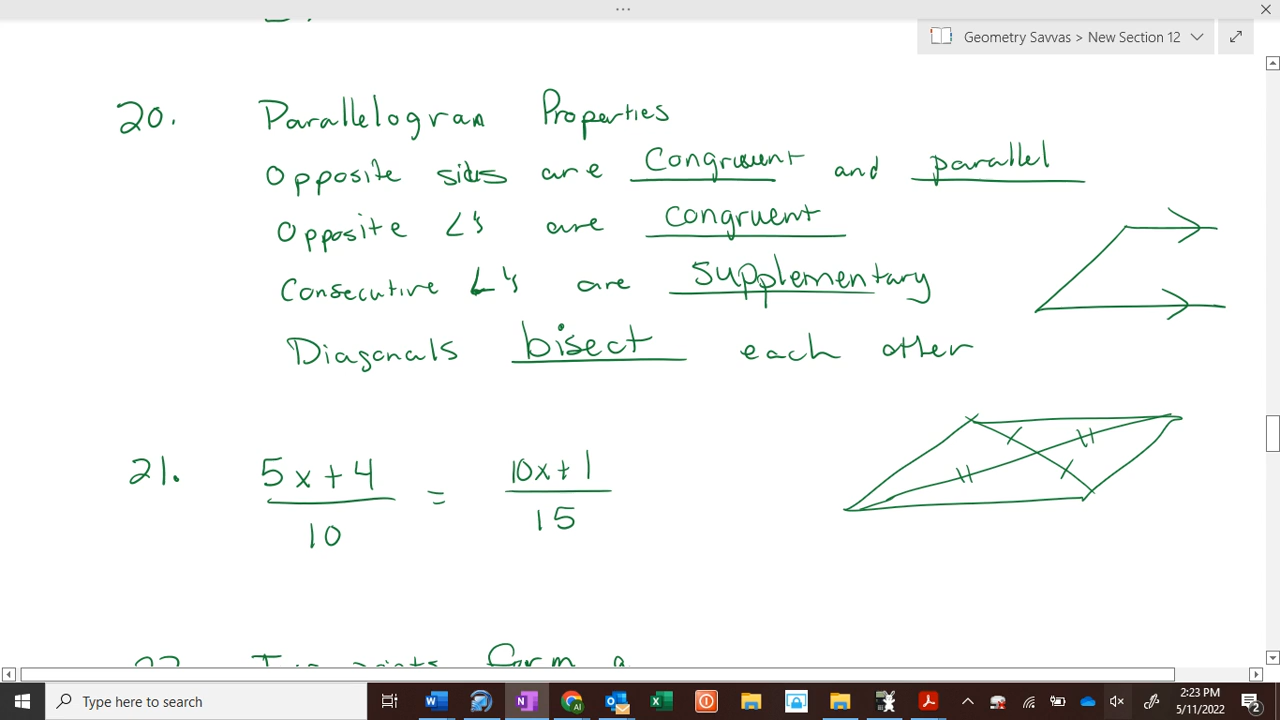 Geometry Savvas > New Section 12
20. Parallelogram Properties
Opposite sides are Congruent and parallel
Opposite ∠'s are congruent
Consecutive ∠'s are supplementary
Diagonals bisect each other
21. 5x+4/10 = 10x+1/15
form a
Type here to search
2:23 PM
5/11/2022
2